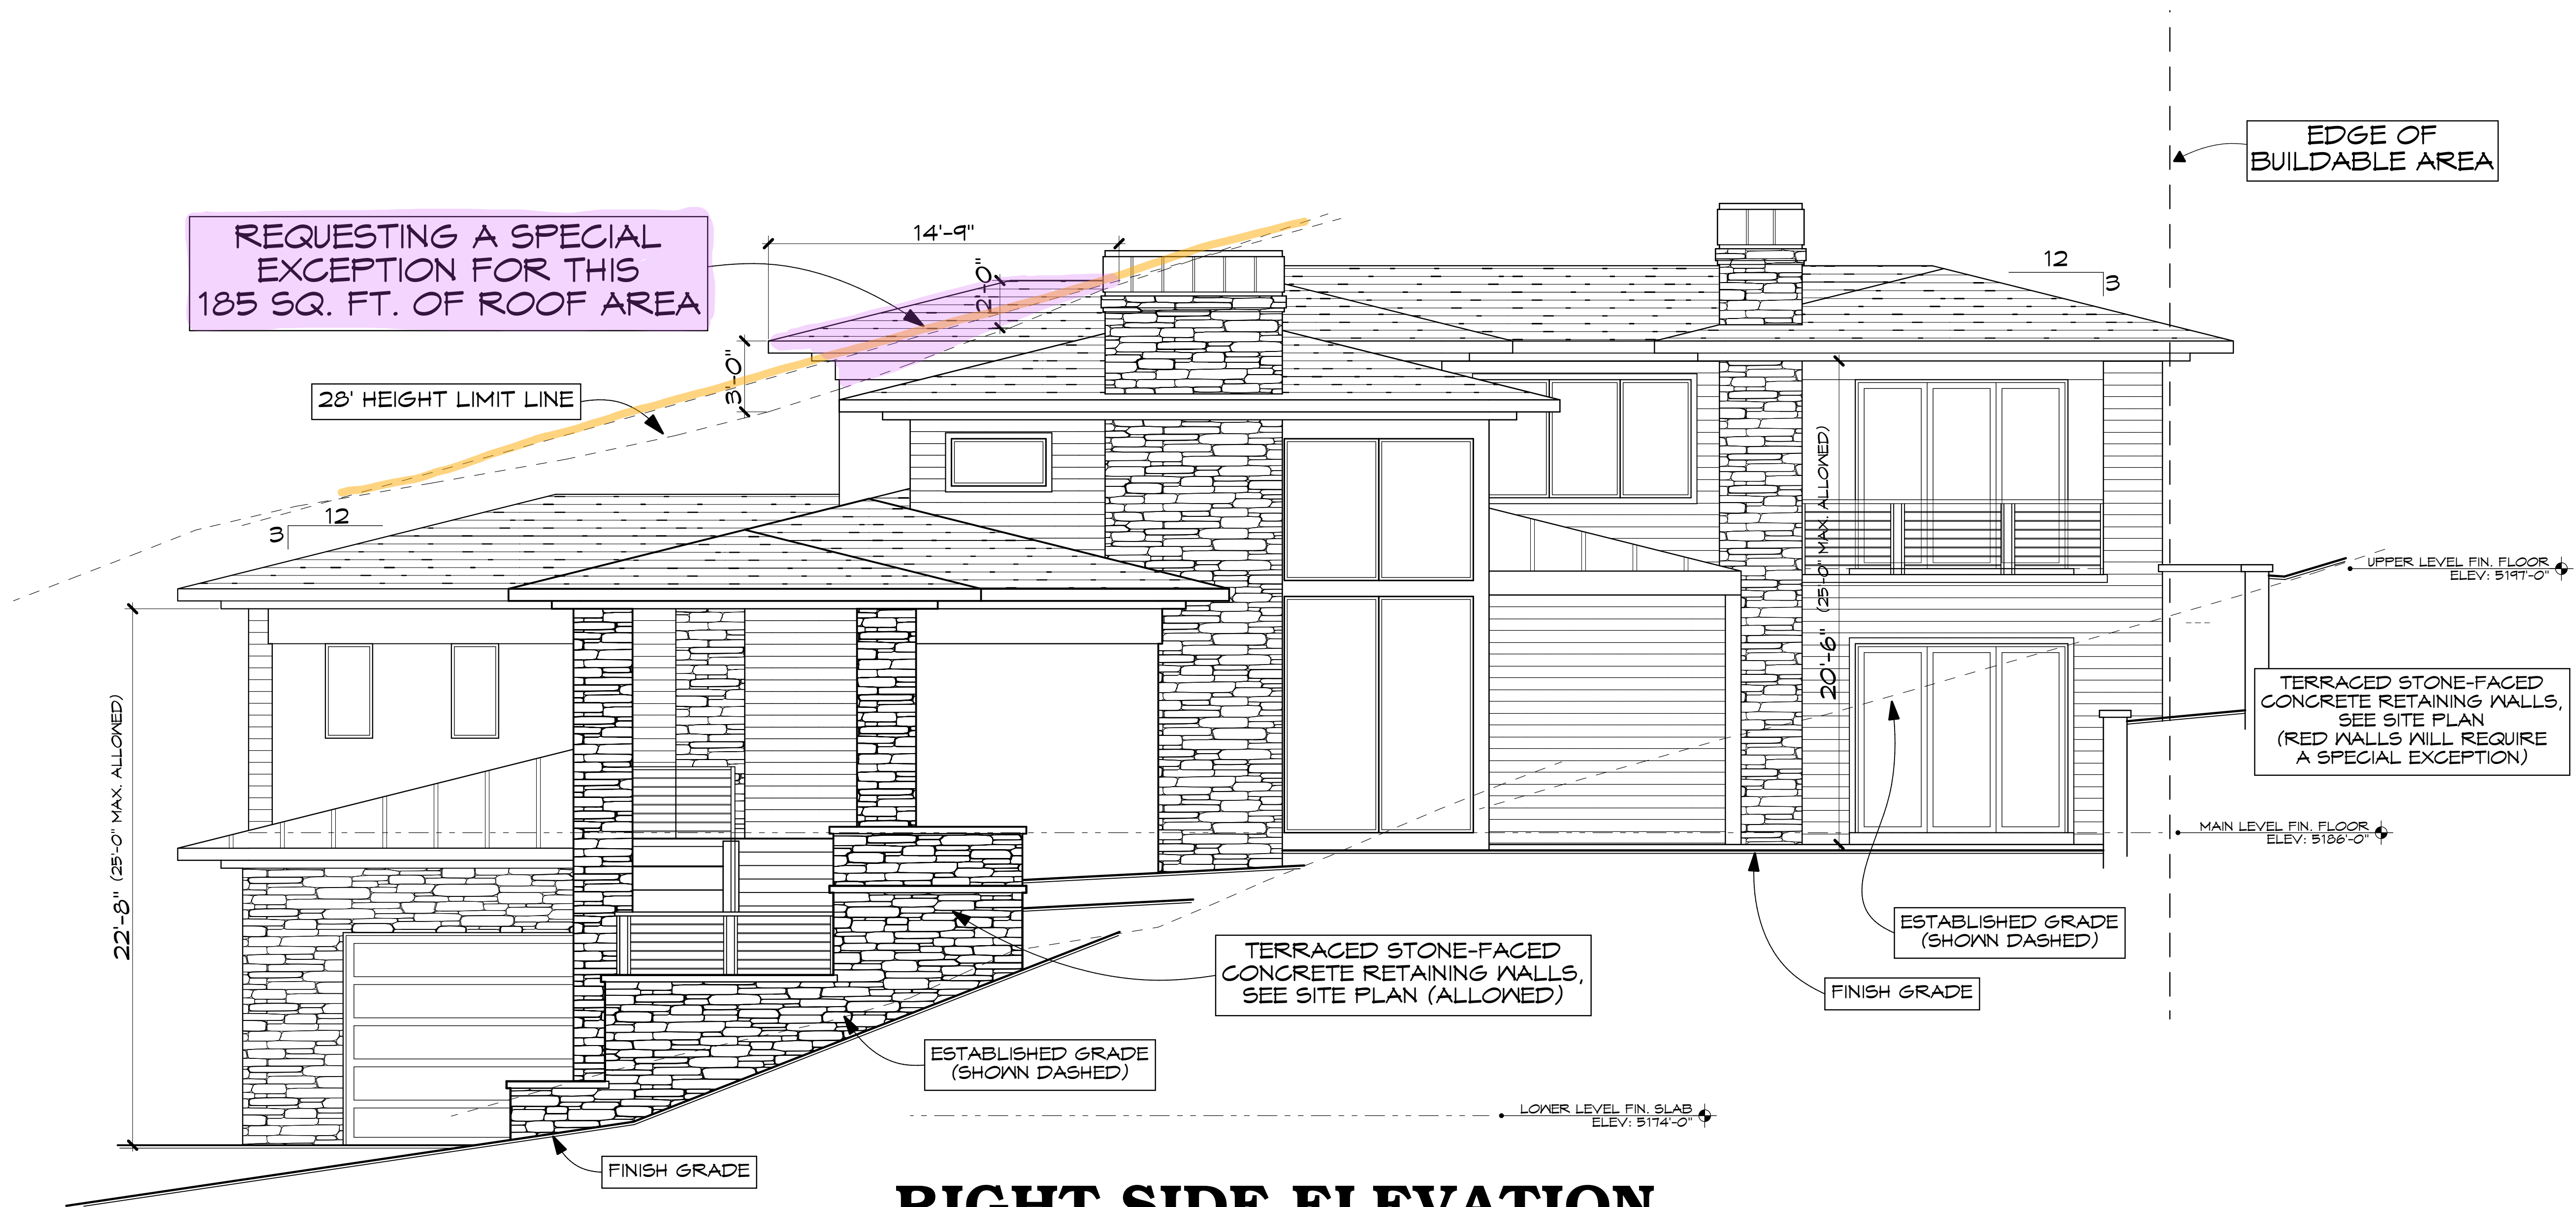 EDGE OF
BUILDABLE AREA
REQUESTING A SPECIAL
EXCEPTION FOR THIS
185 SQ. FT. OF ROOF AREA
14'-9"
2'-0"
3'-0"
12
3
28' HEIGHT LIMIT LINE
12
3
(25'-0" MAX. ALLOWED)
20'-6"
UPPER LEVEL FIN. FLOOR
ELEV: 5197'-0"
TERRACED STONE-FACED
CONCRETE RETAINING WALLS,
SEE SITE PLAN
(RED WALLS WILL REQUIRE
A SPECIAL EXCEPTION)
22'-8" (25'-0" MAX. ALLOWED)
MAIN LEVEL FIN. FLOOR
ELEV: 5186'-0"
ESTABLISHED GRADE
(SHOWN DASHED)
TERRACED STONE-FACED
CONCRETE RETAINING WALLS,
SEE SITE PLAN (ALLOWED)
FINISH GRADE
ESTABLISHED GRADE
(SHOWN DASHED)
LOWER LEVEL FIN. SLAB
ELEV: 5174'-0"
FINISH GRADE
RIGHT SIDE ELEVATION